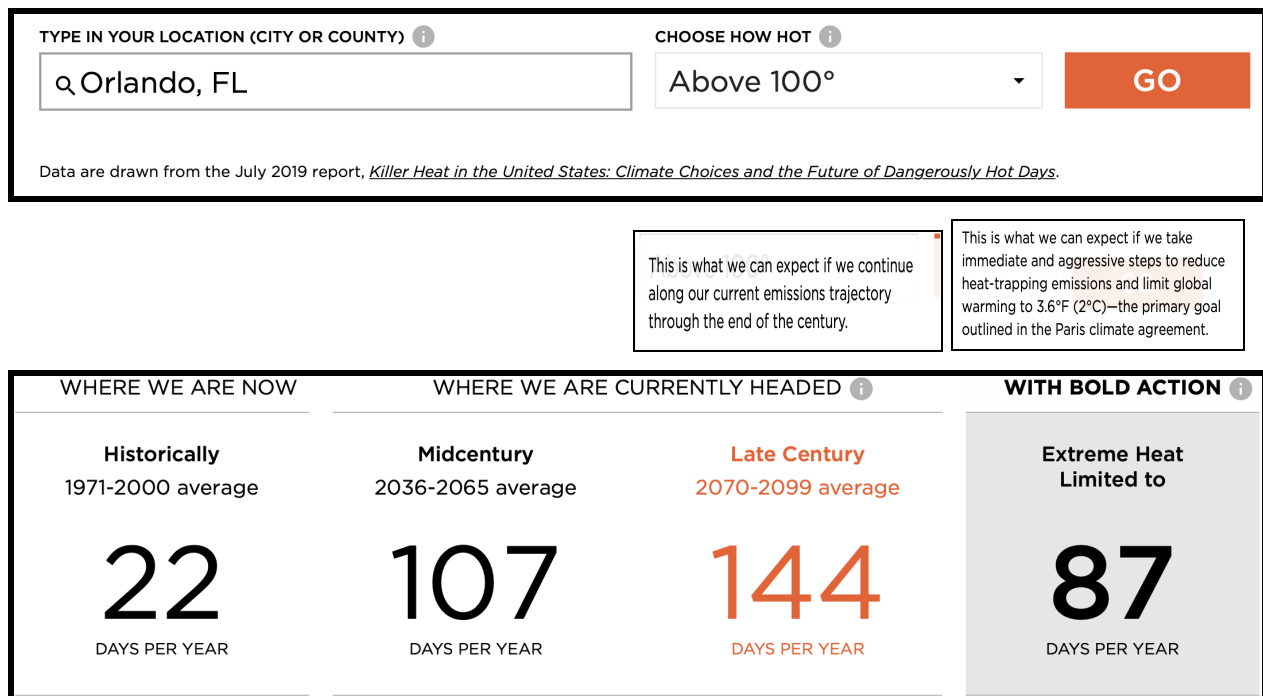 TYPE IN YOUR LOCATION (CITY OR COUNTY) i
CHOOSE HOW HOT i
Orlando, FL
Above 100°
GO
Data are drawn from the July 2019 report, Killer Heat in the United States: Climate Choices and the Future of Dangerously Hot Days.
Above 100°
This is what we can expect if we continue
along our current emissions trajectory
through the end of the century.
This is what we can expect if we take
immediate and aggressive steps to reduce
heat-trapping emissions and limit global
warming to 3.6°F (2°C)—the primary goal
outlined in the Paris climate agreement.
WHERE WE ARE NOW
WHERE WE ARE CURRENTLY HEADED i
WITH BOLD ACTION i
Historically
1971-2000 average
22
DAYS PER YEAR
Midcentury
2036-2065 average
107
DAYS PER YEAR
Late Century
2070-2099 average
144
DAYS PER YEAR
Extreme Heat
Limited to
87
DAYS PER YEAR